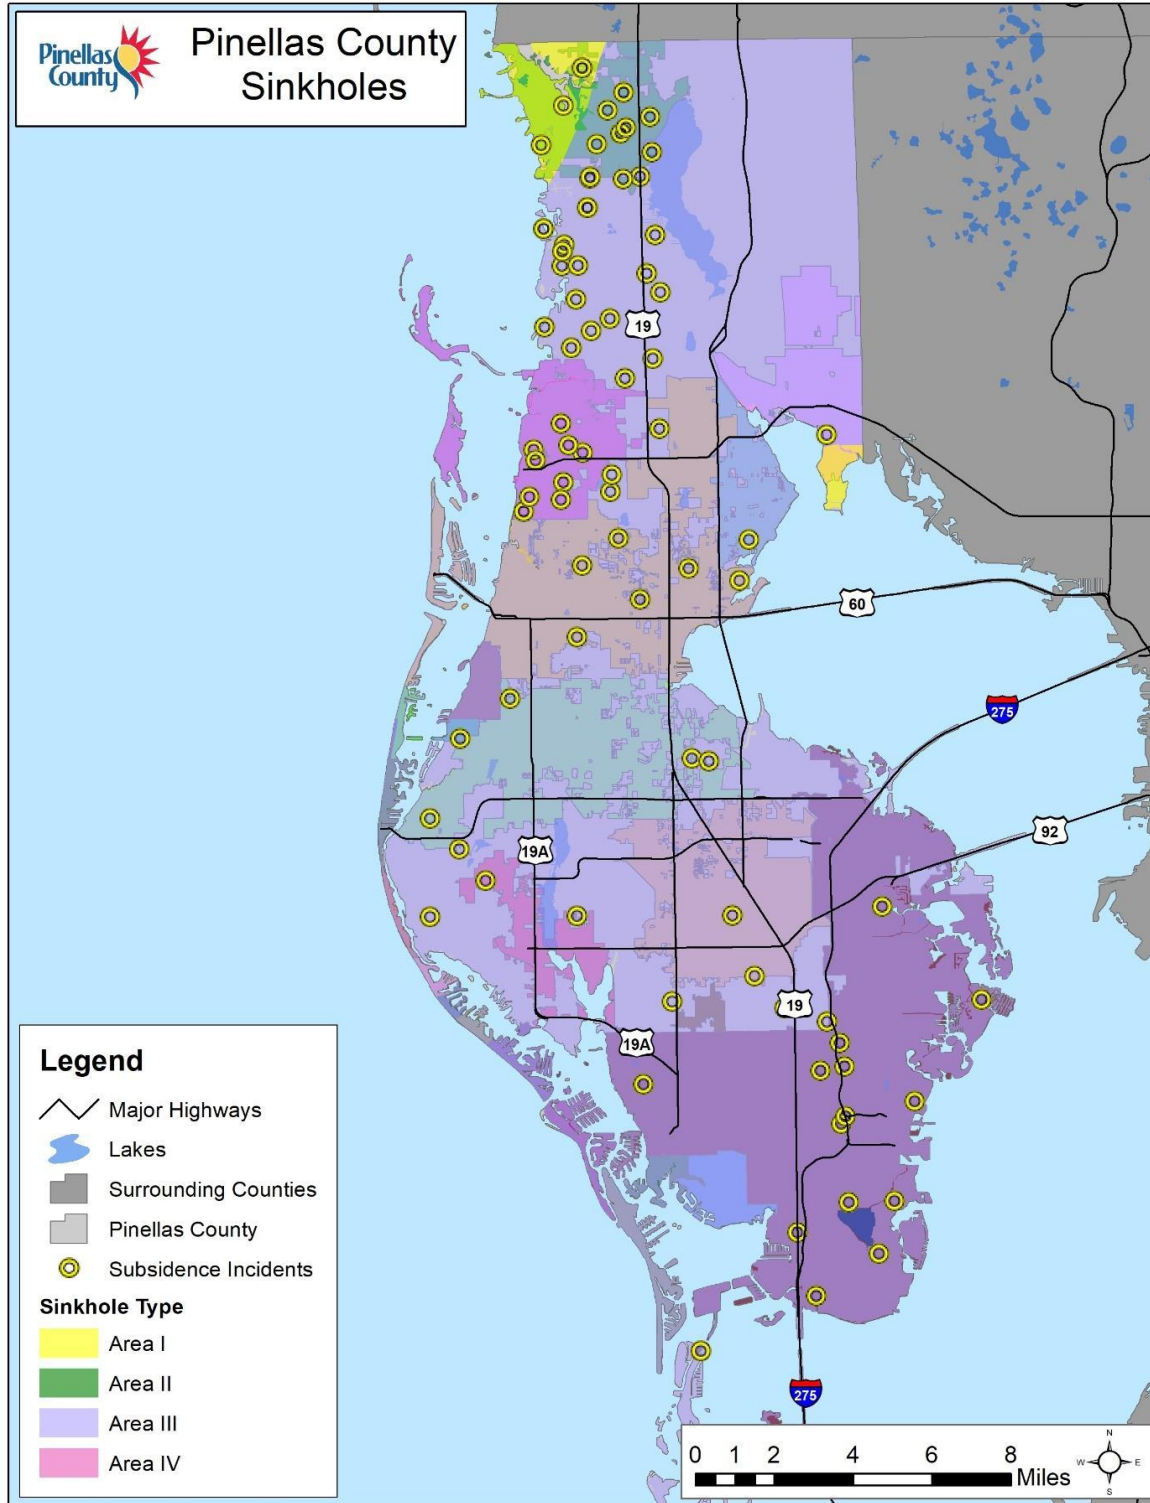 Pinellas
County
Pinellas County
Sinkholes
19
60
275
92
19A
19
19A
275
Legend
Major Highways
Lakes
Surrounding Counties
Pinellas County
Subsidence Incidents
Sinkhole Type
Area I
Area II
Area III
Area IV
0 1 2 4 6 8
Miles
N
W E
S